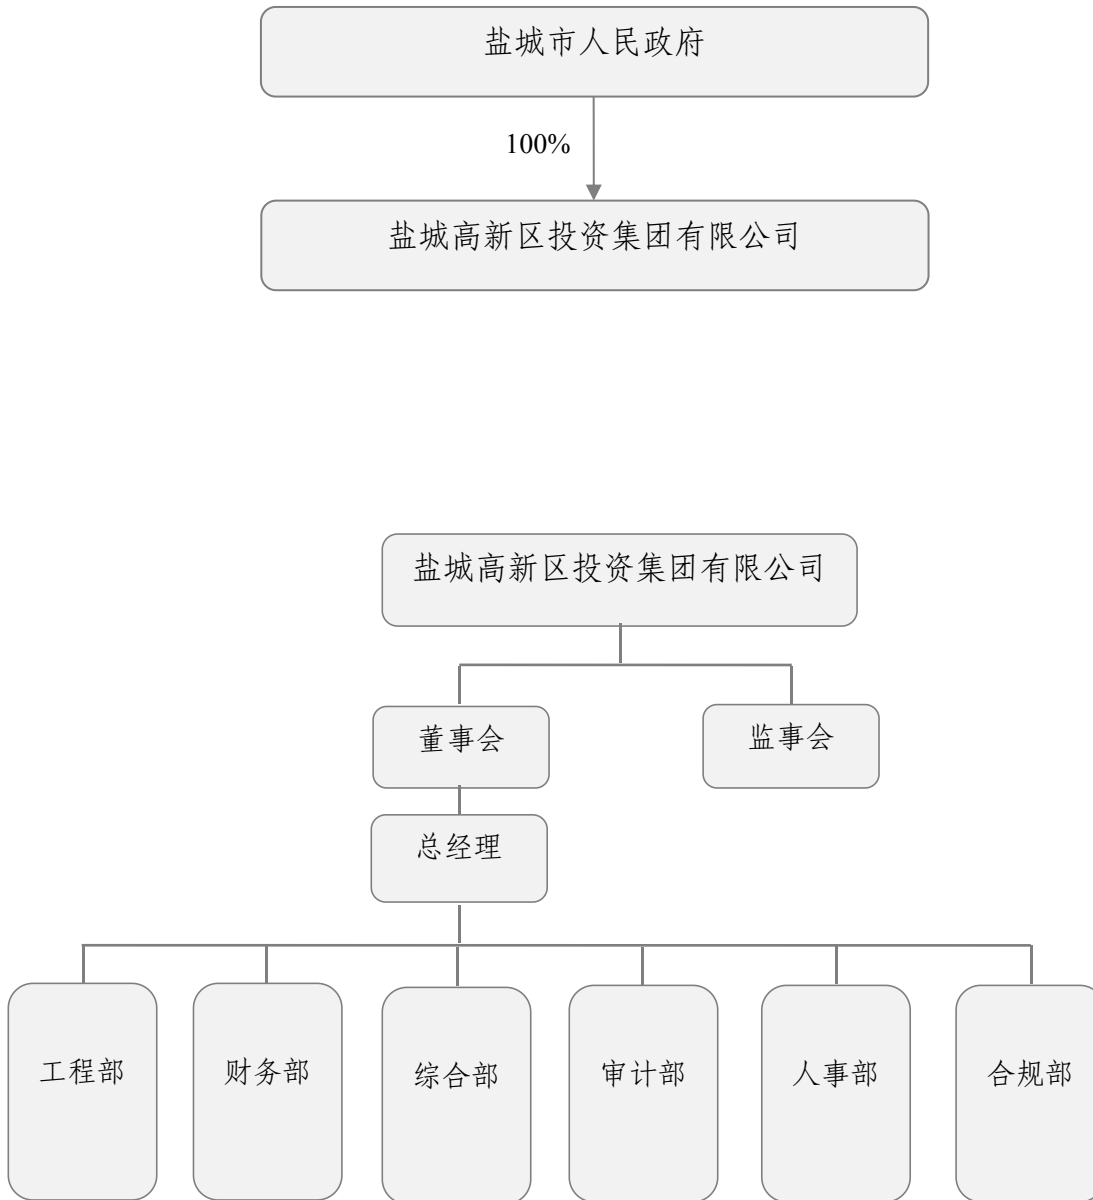 盐城市人民政府
100%
盐城高新区投资集团有限公司
盐城高新区投资集团有限公司
董事会
监事会
总经理
工程部
财务部
综合部
审计部
人事部
合规部